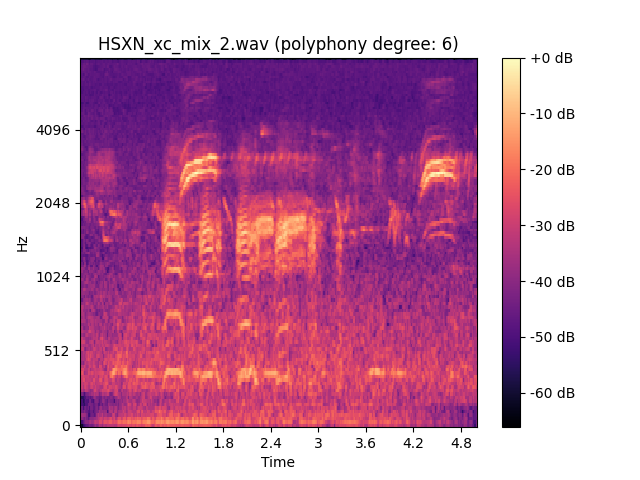 HSXN_xc_mix_2.wav (polyphony degree: 6)
+0 dB
4096
-10 dB
-20 dB
2048
-30 dB
Hz
1024
-40 dB
512
-50 dB
-60 dB
0
0 0.6 1.2 1.8 2.4 3 3.6 4.2 4.8
Time